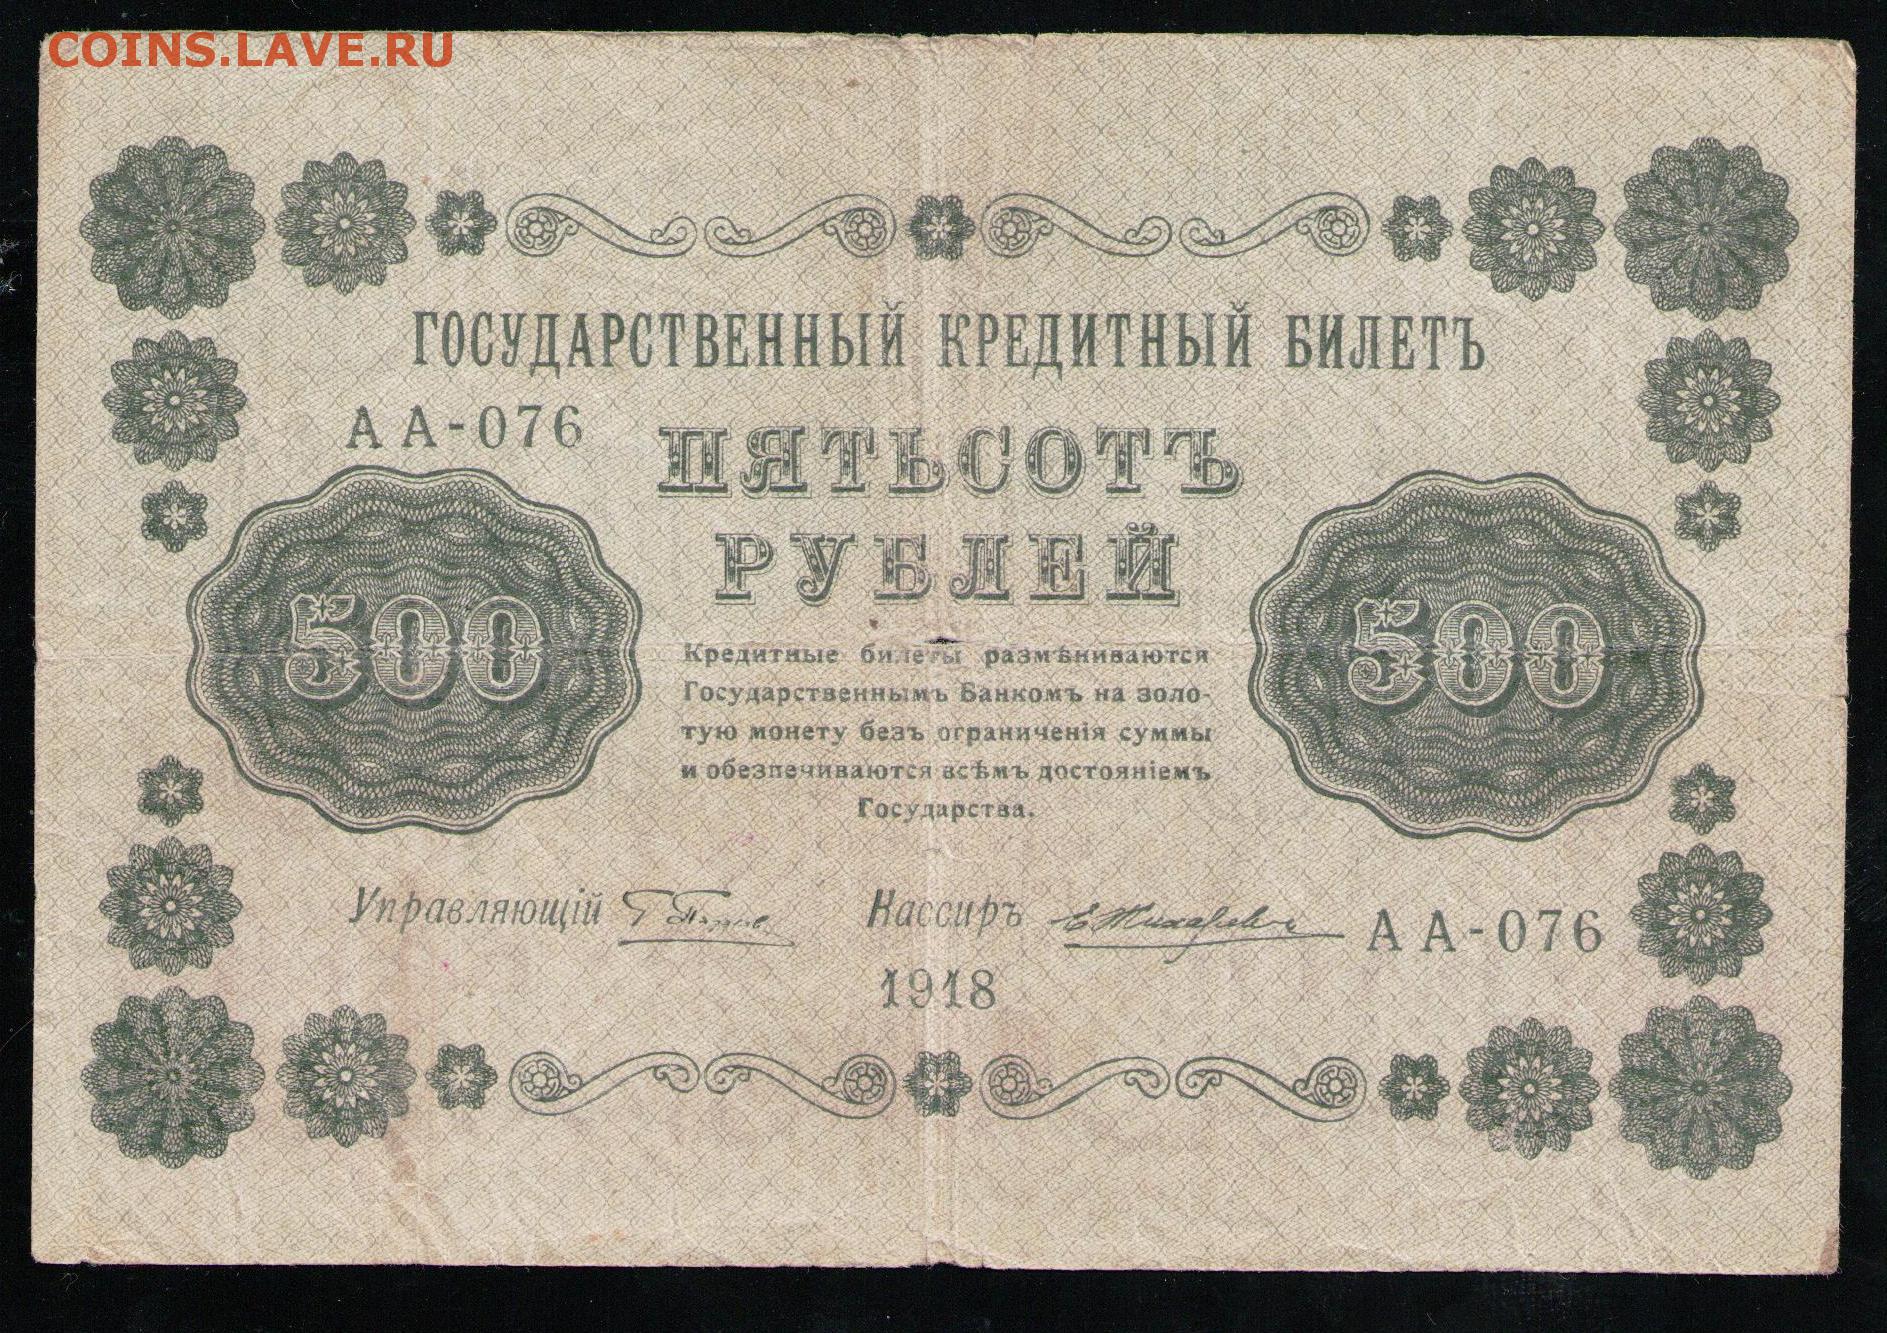 COINS.LAVE.RU
ГОСУДАРСТВЕННЫЙ КРЕДИТНЫЙ БИЛЕТЪ
АА-076
ПЯТЬСОТЪ
РУБЛЕЙ
500
500
Кредитные билеты размѣниваются
Государственнымъ Банкомъ на золо-
тую монету безъ ограниченія суммы
и обезпечиваются всѣмъ достояніемъ
Государства.
Управляющій
Кассиръ
АА-076
1918